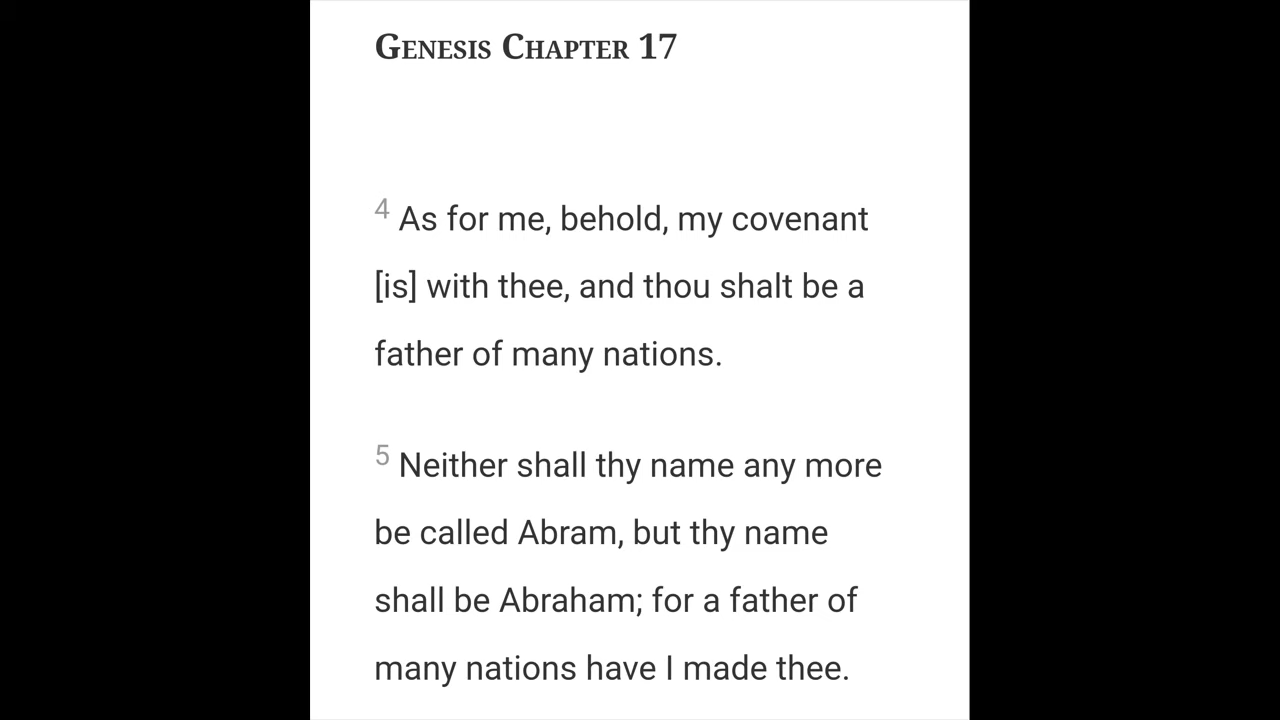 Genesis Chapter 17
4 As for me, behold, my covenant
[is] with thee, and thou shalt be a
father of many nations.
5 Neither shall thy name any more
be called Abram, but thy name
shall be Abraham; for a father of
many nations have I made thee.